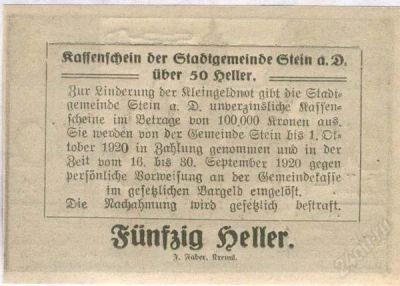 Kassenschein der Stadtgemeinde Stein a. D.
über 50 Heller.
Zur Linderung der Kleingeldnot gibt die Stadt-
gemeinde Stein a. D. unverzinsliche Kassen-
scheine im Betrage von 100,000 Kronen aus.
Sie werden von der Gemeinde Stein bis 1. Ok-
tober 1920 in Zahlung genommen und in der
Zeit vom 16. bis 30. September 1920 gegen
persönliche Vorweisung an der Gemeindekasse
im gesetzlichen Bargeld eingelöst.
Die Nachahmung wird gesetzlich bestraft.
Fünfzig Heller.
J. Faber, Krems.